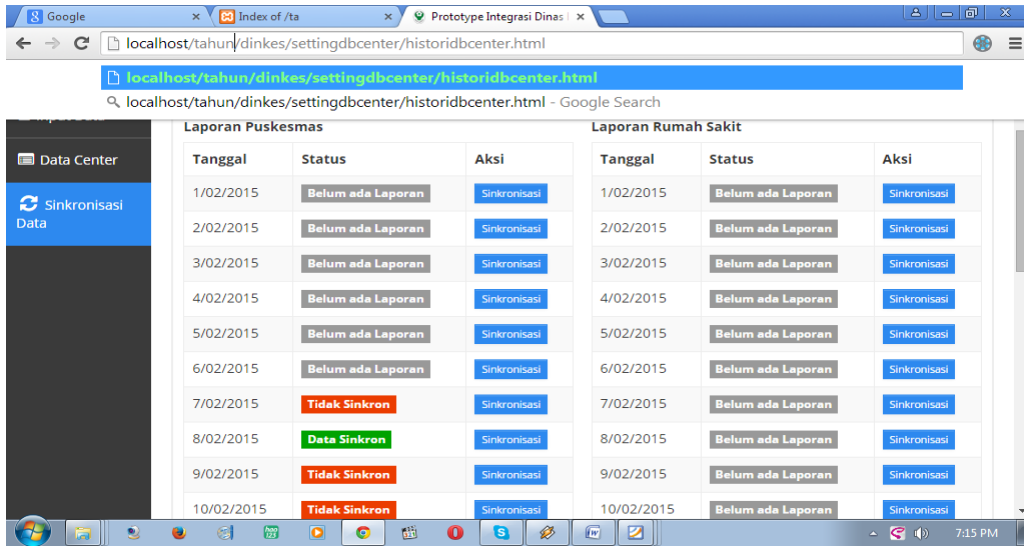 Google
Index of /ta
Prototype Integrasi Dinas
localhost/tahun/dinkes/settingdbcenter/historidbcenter.html
localhost/tahun/dinkes/settingdbcenter/historidbcenter.html
localhost/tahun/dinkes/settingdbcenter/historidbcenter.html - Google Search
Data Center
Sinkronisasi
Data
Laporan Puskesmas
Tanggal Status Aksi
1/02/2015 Belum ada Laporan Sinkronisasi
2/02/2015 Belum ada Laporan Sinkronisasi
3/02/2015 Belum ada Laporan Sinkronisasi
4/02/2015 Belum ada Laporan Sinkronisasi
5/02/2015 Belum ada Laporan Sinkronisasi
6/02/2015 Belum ada Laporan Sinkronisasi
7/02/2015 Tidak Sinkron Sinkronisasi
8/02/2015 Data Sinkron Sinkronisasi
9/02/2015 Tidak Sinkron Sinkronisasi
10/02/2015 Tidak Sinkron Sinkronisasi
Laporan Rumah Sakit
Tanggal Status Aksi
1/02/2015 Belum ada Laporan Sinkronisasi
2/02/2015 Belum ada Laporan Sinkronisasi
3/02/2015 Belum ada Laporan Sinkronisasi
4/02/2015 Belum ada Laporan Sinkronisasi
5/02/2015 Belum ada Laporan Sinkronisasi
6/02/2015 Belum ada Laporan Sinkronisasi
7/02/2015 Belum ada Laporan Sinkronisasi
8/02/2015 Belum ada Laporan Sinkronisasi
9/02/2015 Belum ada Laporan Sinkronisasi
10/02/2015 Belum ada Laporan Sinkronisasi
7:15 PM